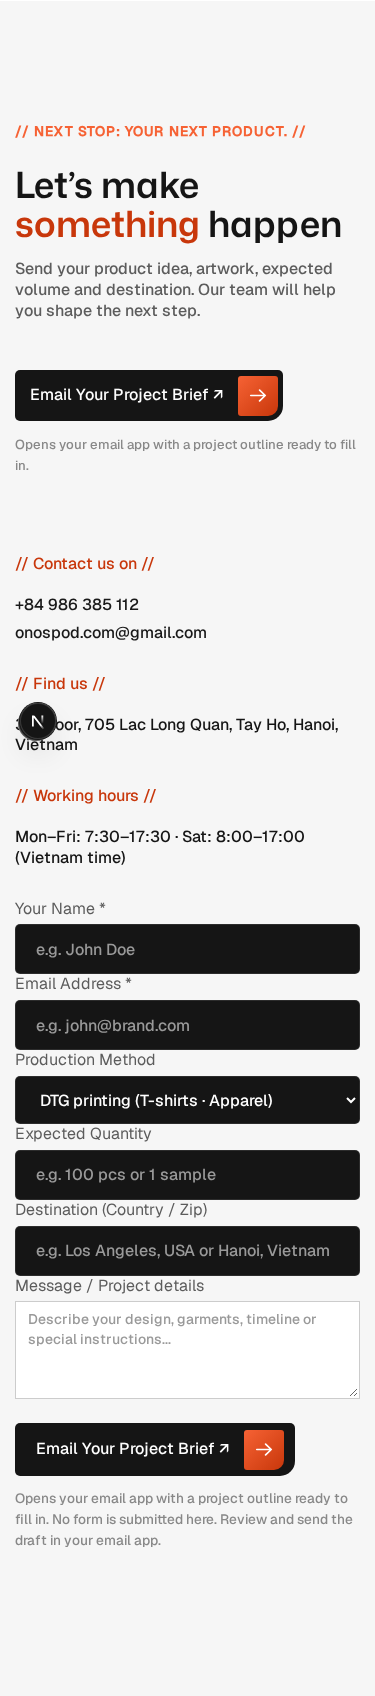 // NEXT STOP: YOUR NEXT PRODUCT. //
Let’s make
something happen
Send your product idea, artwork, expected
volume and destination. Our team will help
you shape the next step.
Email Your Project Brief ↗ →
Opens your email app with a project outline ready to fill
in.
// Contact us on //
+84 986 385 112
onospod.com@gmail.com
// Find us //
N
705 Lac Long Quan, Tay Ho, Hanoi,
Vietnam
// Working hours //
Mon–Fri: 7:30–17:30 · Sat: 8:00–17:00
(Vietnam time)
Your Name *
e.g. John Doe
Email Address *
e.g. john@brand.com
Production Method
DTG printing (T-shirts · Apparel)
Expected Quantity
e.g. 100 pcs or 1 sample
Destination (Country / Zip)
e.g. Los Angeles, USA or Hanoi, Vietnam
Message / Project details
Describe your design, garments, timeline or
special instructions...
Email Your Project Brief ↗ →
Opens your email app with a project outline ready to
fill in. No form is submitted here. Review and send the
draft in your email app.